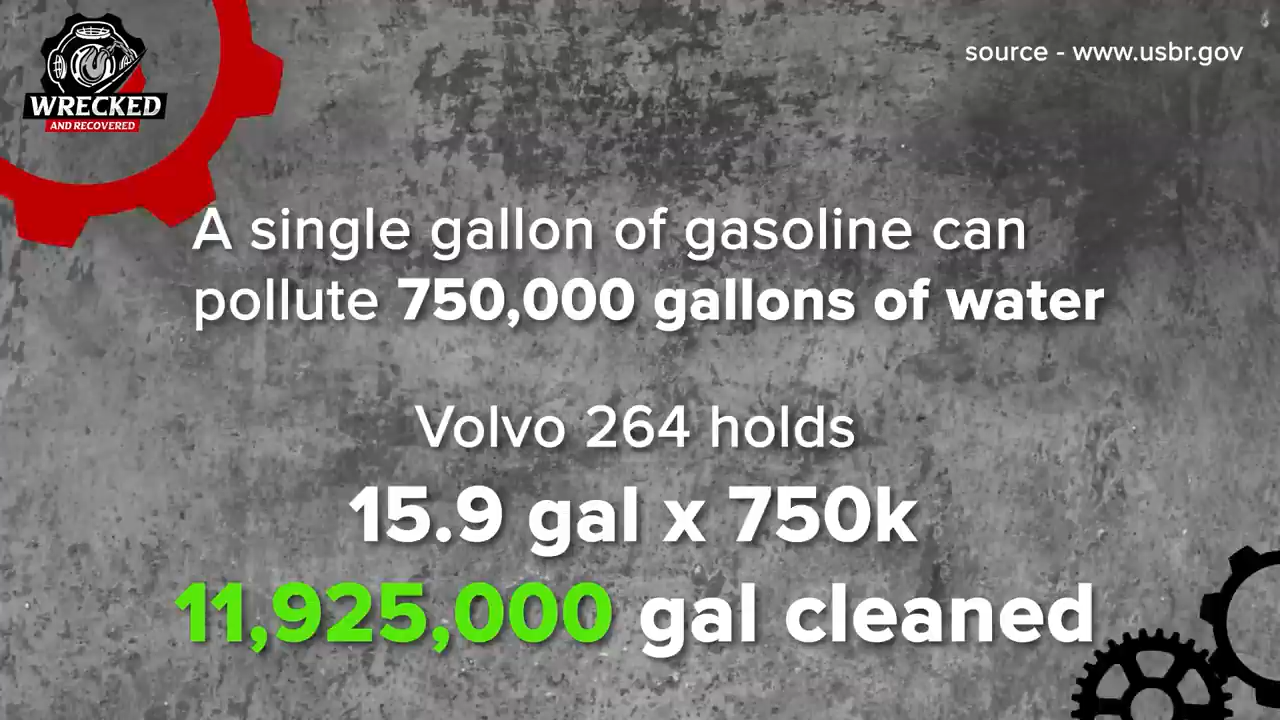 WRECKED
AND RECOVERED
source - www.usbr.gov
A single gallon of gasoline can
pollute 750,000 gallons of water
Volvo 264 holds
15.9 gal x 750k
11,925,000 gal cleaned